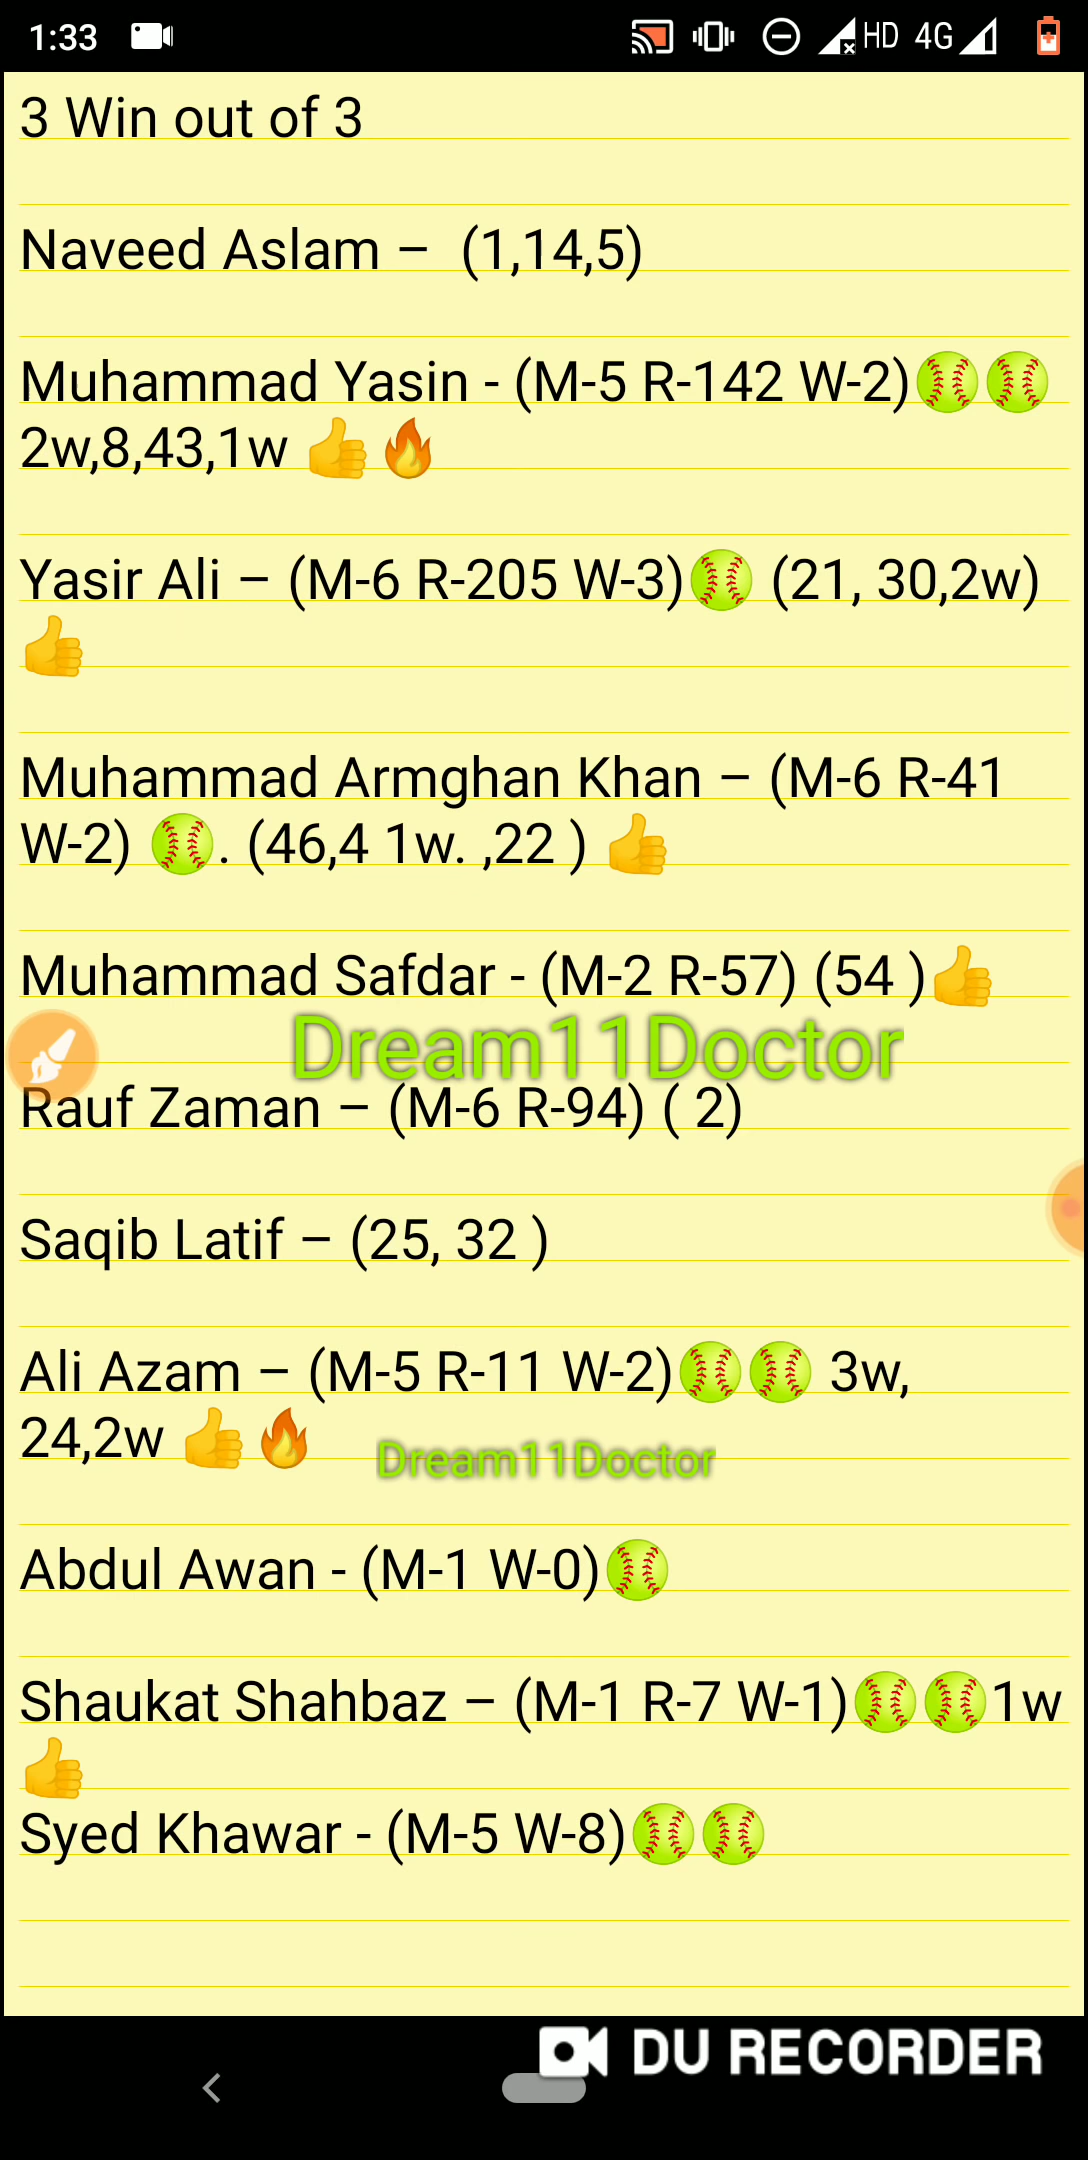 1:33 HD 4G
3 Win out of 3
Naveed Aslam – (1,14,5)
Muhammad Yasin - (M-5 R-142 W-2)🥎🥎
2w,8,43,1w 👍🔥
Yasir Ali – (M-6 R-205 W-3)🥎 (21, 30,2w)
👍
Muhammad Armghan Khan – (M-6 R-41
W-2) 🥎. (46,4 1w. ,22 ) 👍
Muhammad Safdar - (M-2 R-57) (54 )👍
Dream11Doctor
Rauf Zaman – (M-6 R-94) ( 2)
Saqib Latif – (25, 32 )
Ali Azam – (M-5 R-11 W-2)🥎🥎 3w,
24,2w 👍🔥
Dream11Doctor
Abdul Awan - (M-1 W-0)🥎
Shaukat Shahbaz – (M-1 R-7 W-1)🥎🥎1w
👍
Syed Khawar - (M-5 W-8)🥎🥎
DU RECORDER